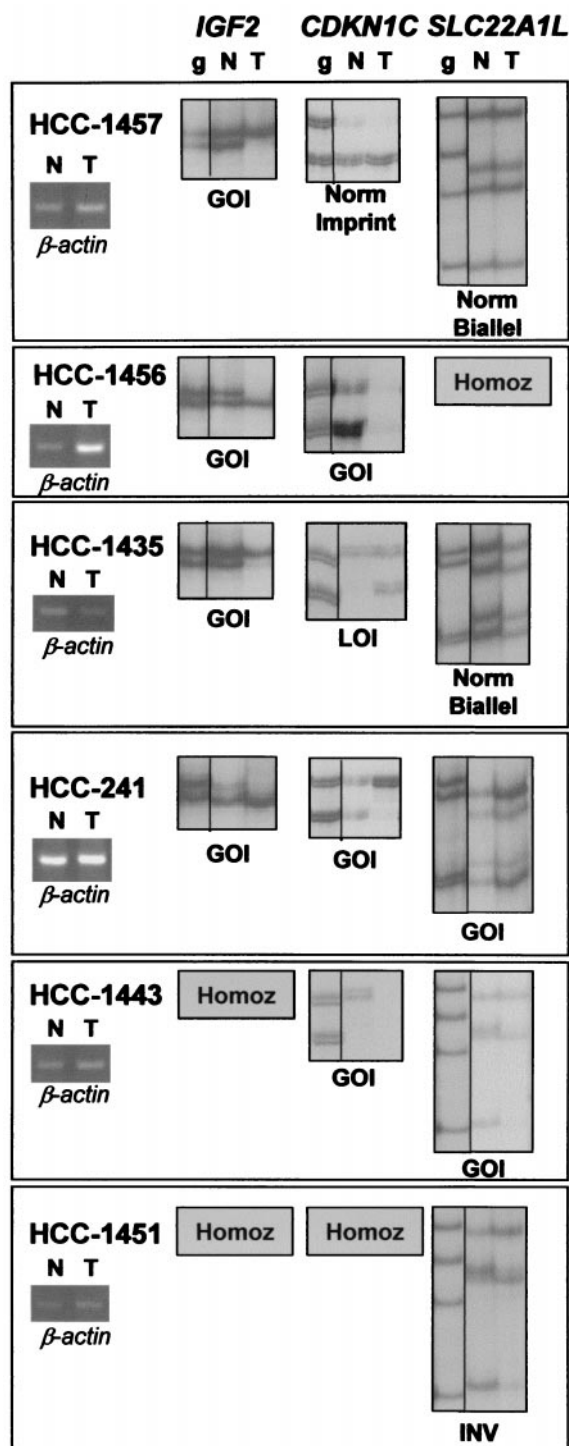 IGF2 CDKN1C SLC22A1L
g N T g N T g N T
HCC-1457
N T
β-actin
GOI
Norm
Imprint
Norm
Biallel
HCC-1456
N T
β-actin
GOI
GOI
Homoz
HCC-1435
N T
β-actin
GOI
LOI
Norm
Biallel
HCC-241
N T
β-actin
GOI
GOI
GOI
HCC-1443
N T
β-actin
Homoz
GOI
GOI
HCC-1451
N T
β-actin
Homoz
Homoz
INV